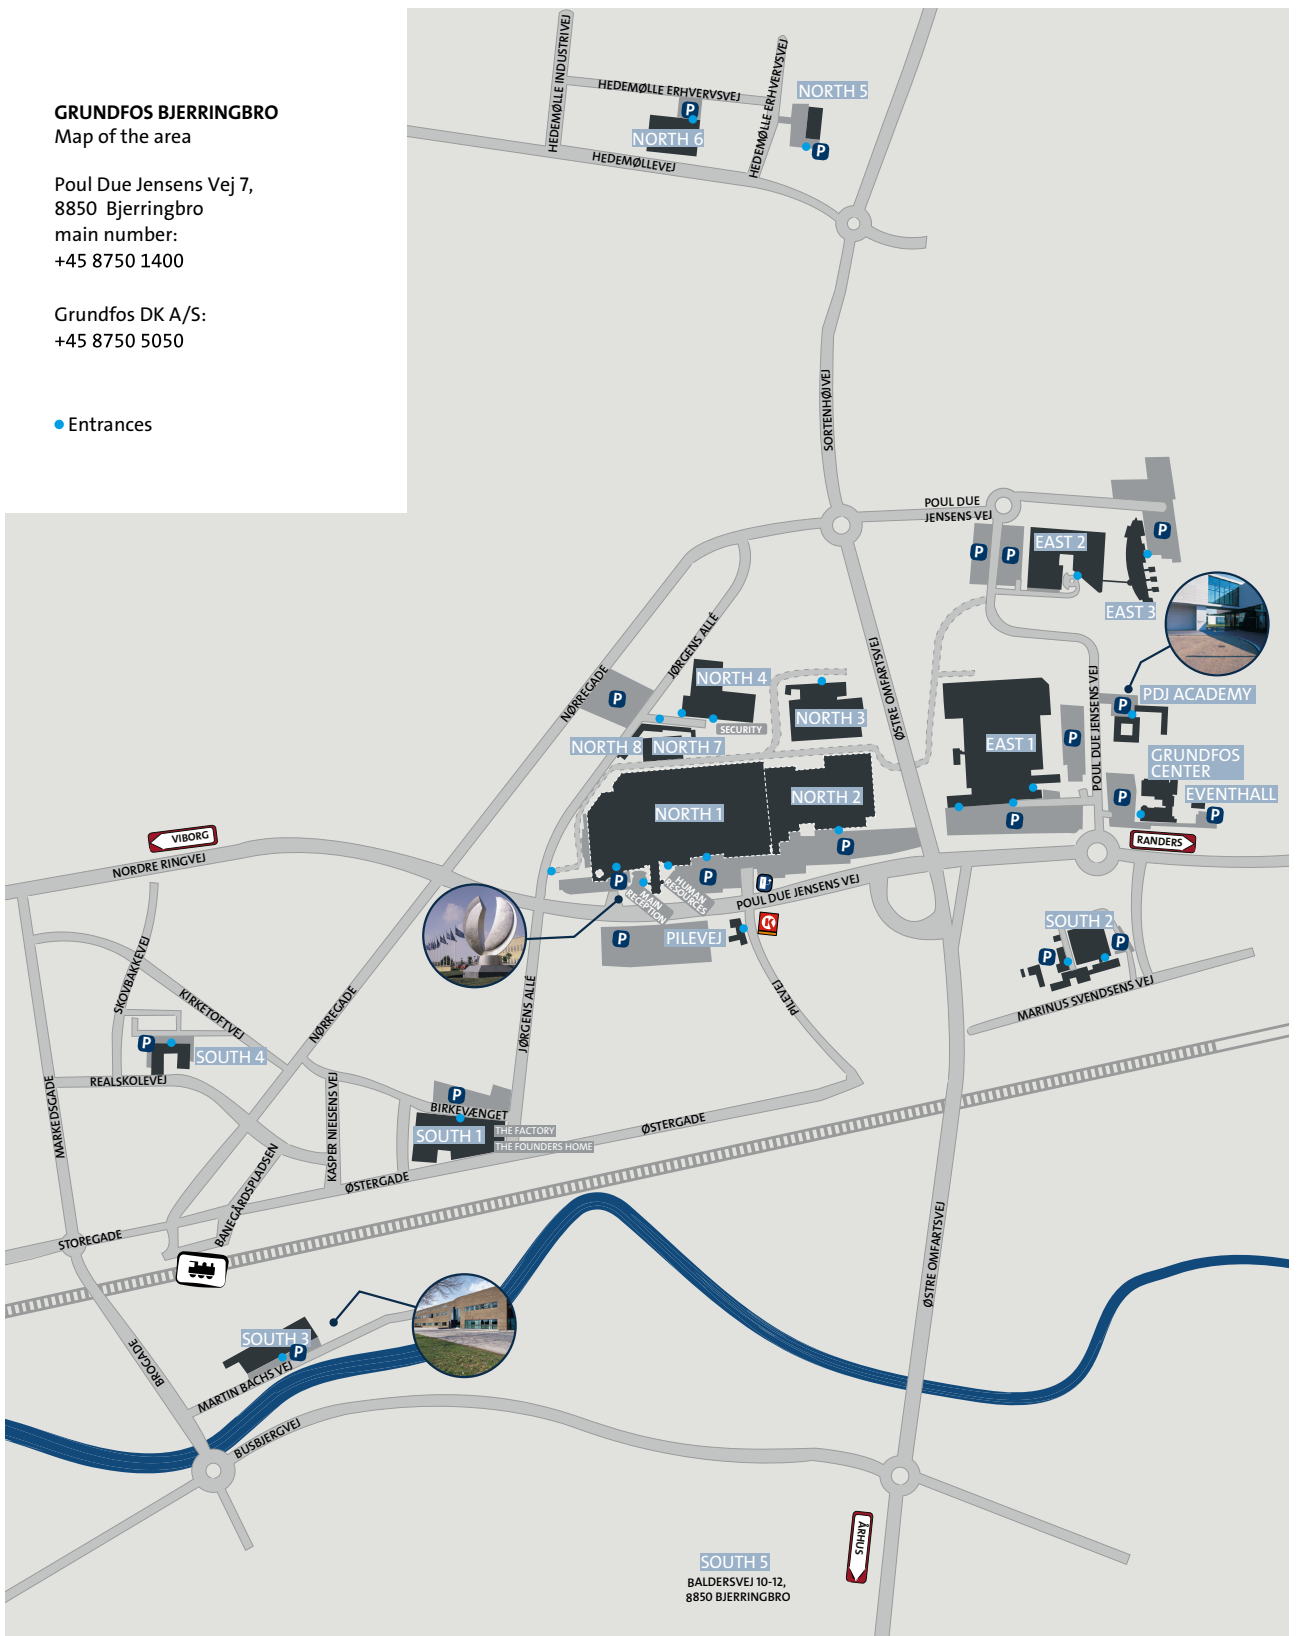 GRUNDFOS BJERRINGBRO
Map of the area
Poul Due Jensens Vej 7,
8850 Bjerringbro
main number:
+45 8750 1400
Grundfos DK A/S:
+45 8750 5050
Entrances
HEDEMØLLE INDUSTRIVEJ
HEDEMØLLE ERHVERVSVEJ
HEDEMØLLE ERHVERVSVEJ
NORTH 5
P
NORTH 6
P
HEDEMØLLEVEJ
SORTENHØJVEJ
POUL DUE
JENSENS VEJ
P
P
EAST 2
P
EAST 3
JØRGENS ALLÉ
NØRREGADE
P
NORTH 4
SECURITY
NORTH 3
ØSTRE OMFARTSVEJ
NORTH 8
NORTH 7
EAST 1
P
POUL DUE JENSENS VEJ
P
PDJ ACADEMY
GRUNDFOS
CENTER
EVENTHALL
P
P
P
NORTH 1
NORTH 2
P
VIBORG
NORDRE RINGVEJ
RANDERS
P
P
MAIN
RECEPTION
HUMAN
RESOURCES
POUL DUE JENSENS VEJ
K
P
PILEVEJ
SOUTH 2
P
P
MARINUS SVENDSENS VEJ
PILEVEJ
SKOVBAKKEVEJ
KIRKETOFTVEJ
NØRREGADE
JØRGENS ALLÉ
P
SOUTH 4
REALSKOLEVEJ
MARKEDSGADE
KASPER NIELSENS VEJ
P
BIRKEVÆNGET
SOUTH 1
THE FACTORY
THE FOUNDERS HOME
ØSTERGADE
ØSTERGADE
BANEGÅRDSPLADSEN
STOREGADE
ØSTRE OMFARTSVEJ
SOUTH 3
P
BROGADE
MARTIN BACHS VEJ
BUSBJERGVEJ
ÅRHUS
SOUTH 5
BALDERSVEJ 10-12,
8850 BJERRINGBRO